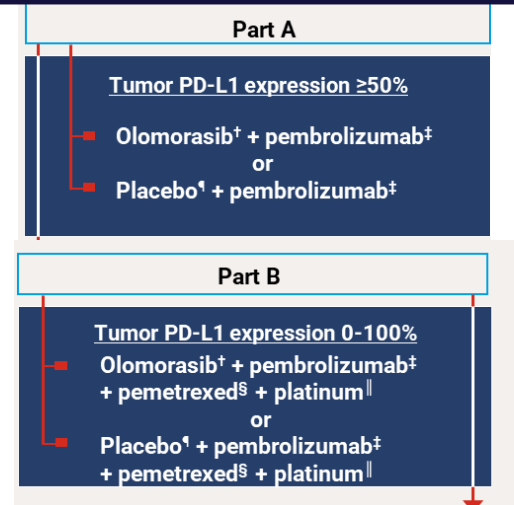 Part A
Tumor PD-L1 expression ≥50%
Olomorasib† + pembrolizumab‡
or
Placebo¶ + pembrolizumab‡
Part B
Tumor PD-L1 expression 0-100%
Olomorasib† + pembrolizumab‡
+ pemetrexed§ + platinum‖
or
Placebo¶ + pembrolizumab‡
+ pemetrexed§ + platinum‖